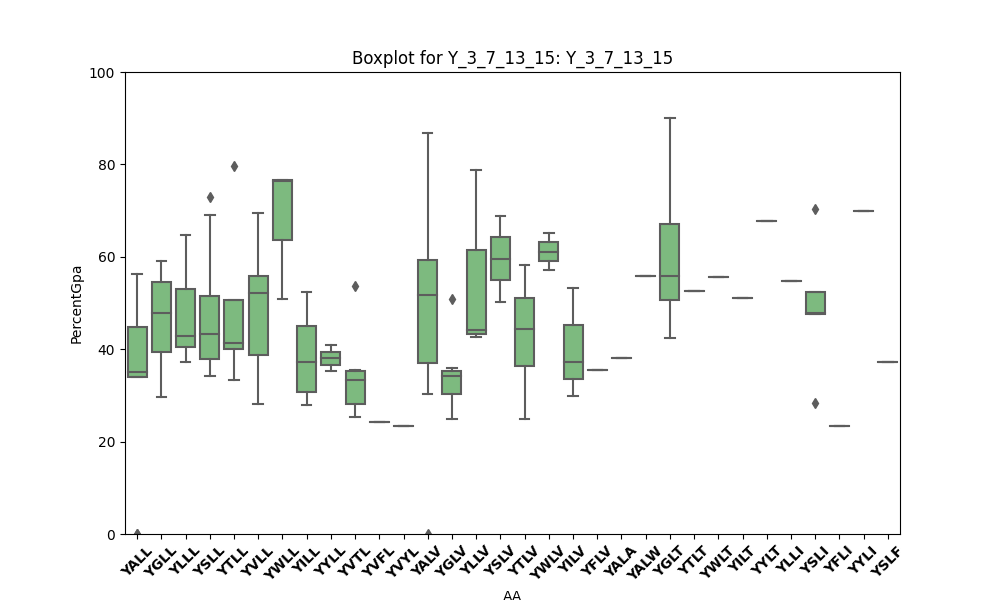 Boxplot for Y_3_7_13_15: Y_3_7_13_15
100
80
60
40
20
0
PercentGpa
YALL YGLL YLLL YSLL YTLL YVLL YWLL YILL YYLL YVTL YVFL YVYL YALV YGLV YLLV YSLV YTLV YWLV YILV YFLV YALA YALW YGLT YTLT YWLT YILT YYLT YLLI YSLI YFLI YYLI YSLF
AA